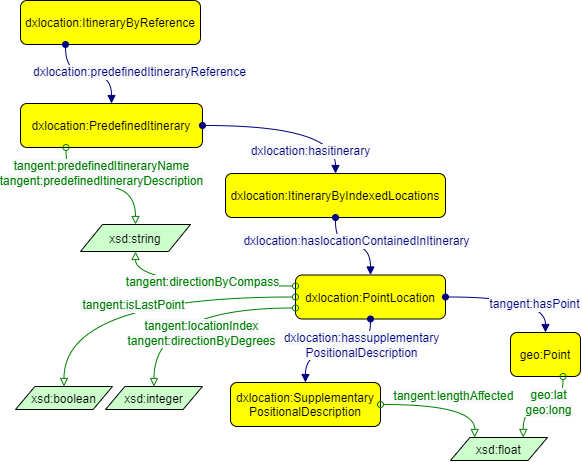 dxlocation:ItineraryByReference
dxlocation:predefinedItineraryReference
dxlocation:PredefinedItinerary
dxlocation:hasitinerary
tangent:predefinedItineraryName
tangent:predefinedItineraryDescription
dxlocation:ItineraryByIndexedLocations
xsd:string
dxlocation:haslocationContainedInItinerary
tangent:directionByCompass
dxlocation:PointLocation
tangent:isLastPoint
tangent:hasPoint
tangent:locationIndex
tangent:directionByDegrees
dxlocation:hassupplementary
PositionalDescription
geo:Point
xsd:boolean
xsd:integer
dxlocation:Supplementary
PositionalDescription
tangent:lengthAffected
geo:lat
geo:long
xsd:float